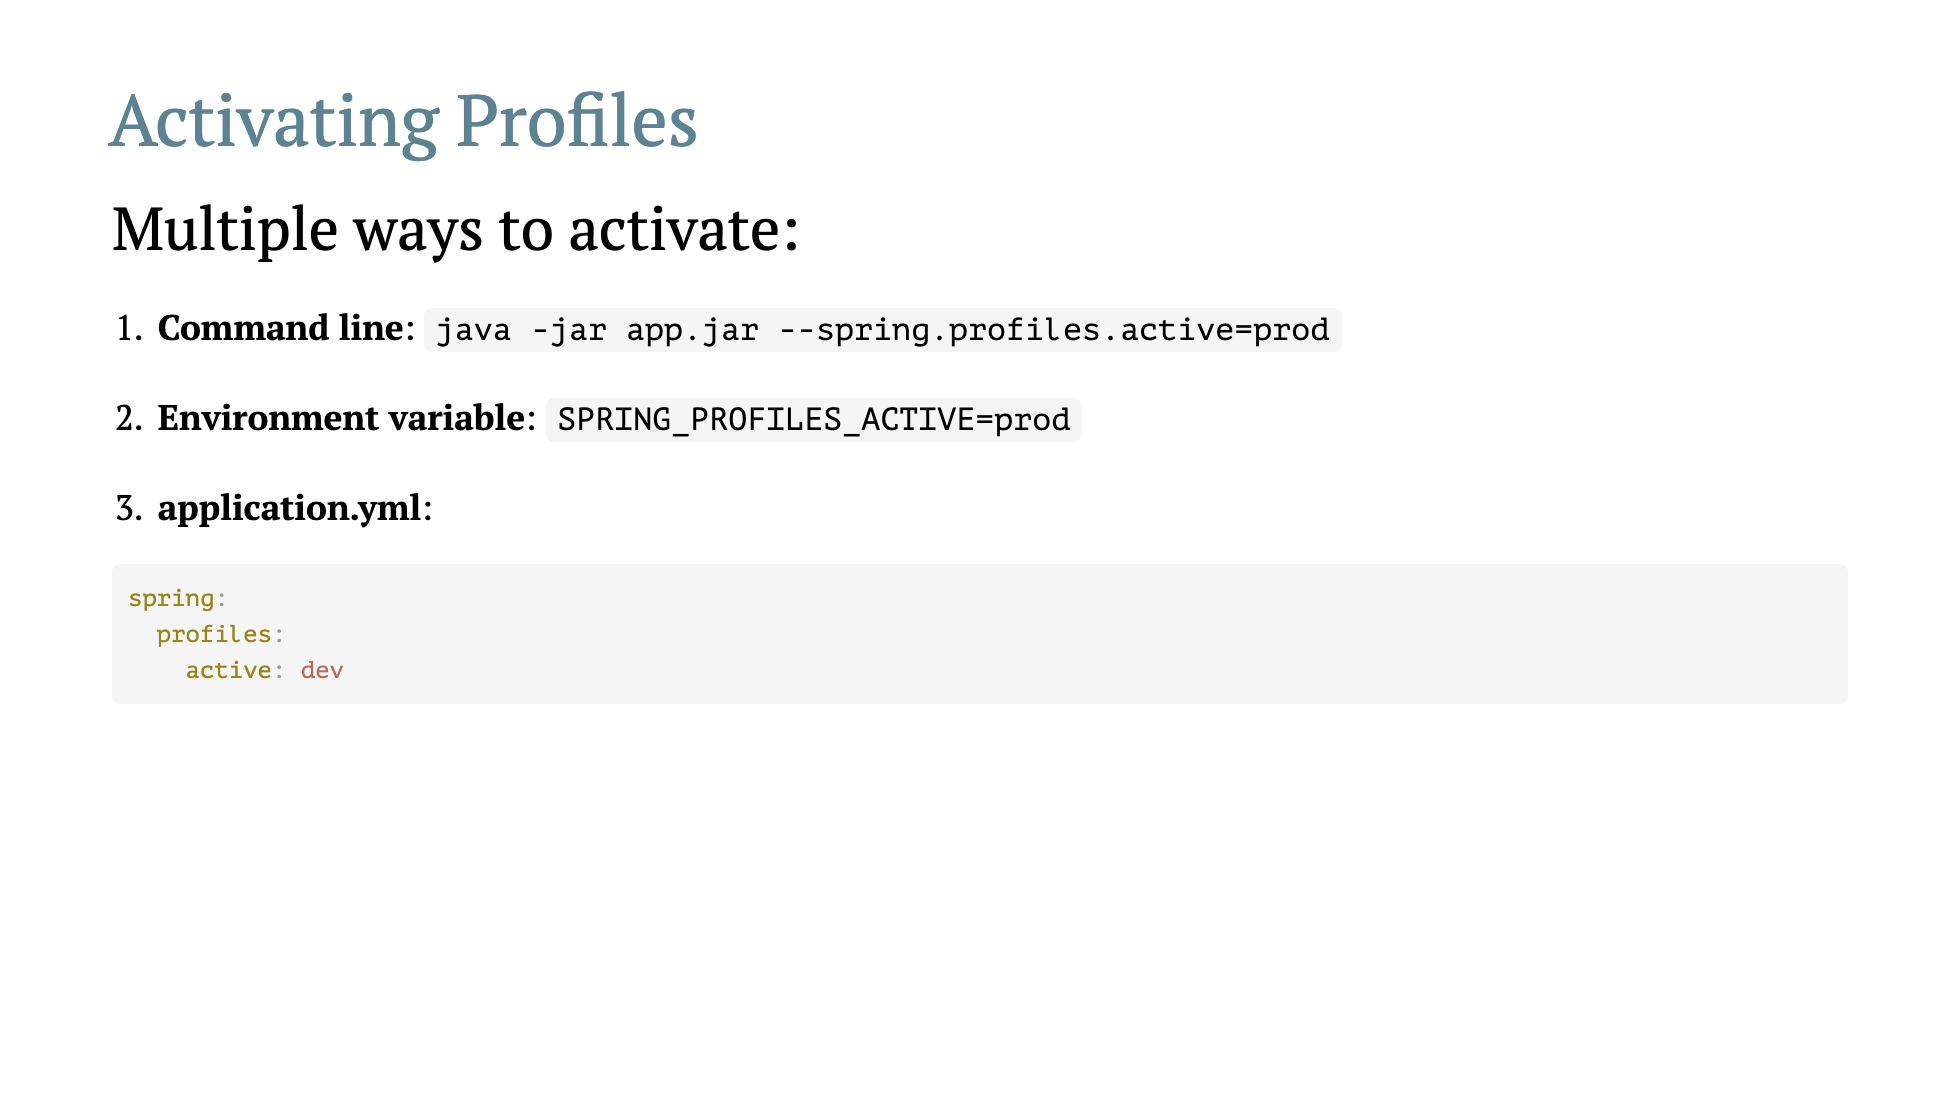 Activating Profiles
Multiple ways to activate:
1. Command line: java -jar app.jar --spring.profiles.active=prod
2. Environment variable: SPRING_PROFILES_ACTIVE=prod
3. application.yml:
spring:
  profiles:
    active: dev